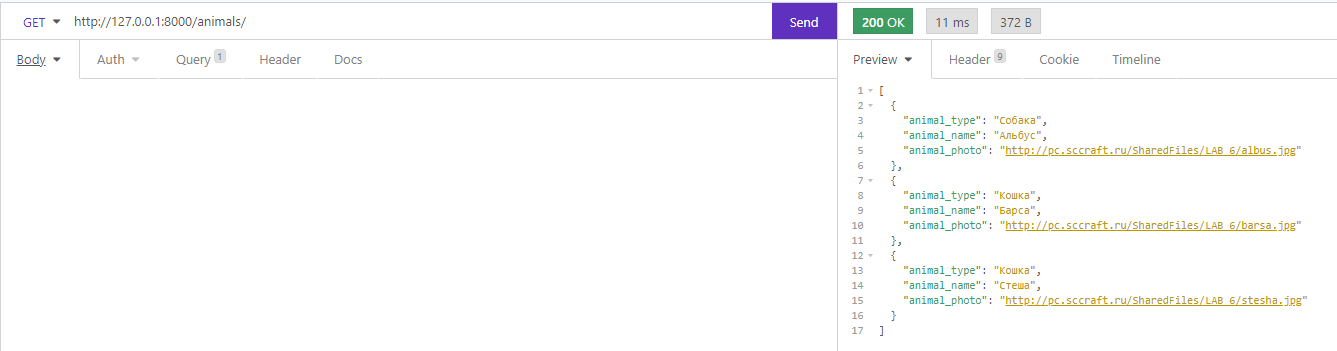 GET http://127.0.0.1:8000/animals/ Send 200 OK 11 ms 372 B
Body Auth Query 1 Header Docs Preview Header 9 Cookie Timeline
1 [
2 {
3 "animal_type": "Собака",
4 "animal_name": "Альбус",
5 "animal_photo": "http://pc.sccraft.ru/SharedFiles/LAB_6/albus.jpg"
6 },
7 {
8 "animal_type": "Кошка",
9 "animal_name": "Барса",
10 "animal_photo": "http://pc.sccraft.ru/SharedFiles/LAB_6/barsa.jpg"
11 },
12 {
13 "animal_type": "Кошка",
14 "animal_name": "Стеша",
15 "animal_photo": "http://pc.sccraft.ru/SharedFiles/LAB_6/stesha.jpg"
16 }
17 ]